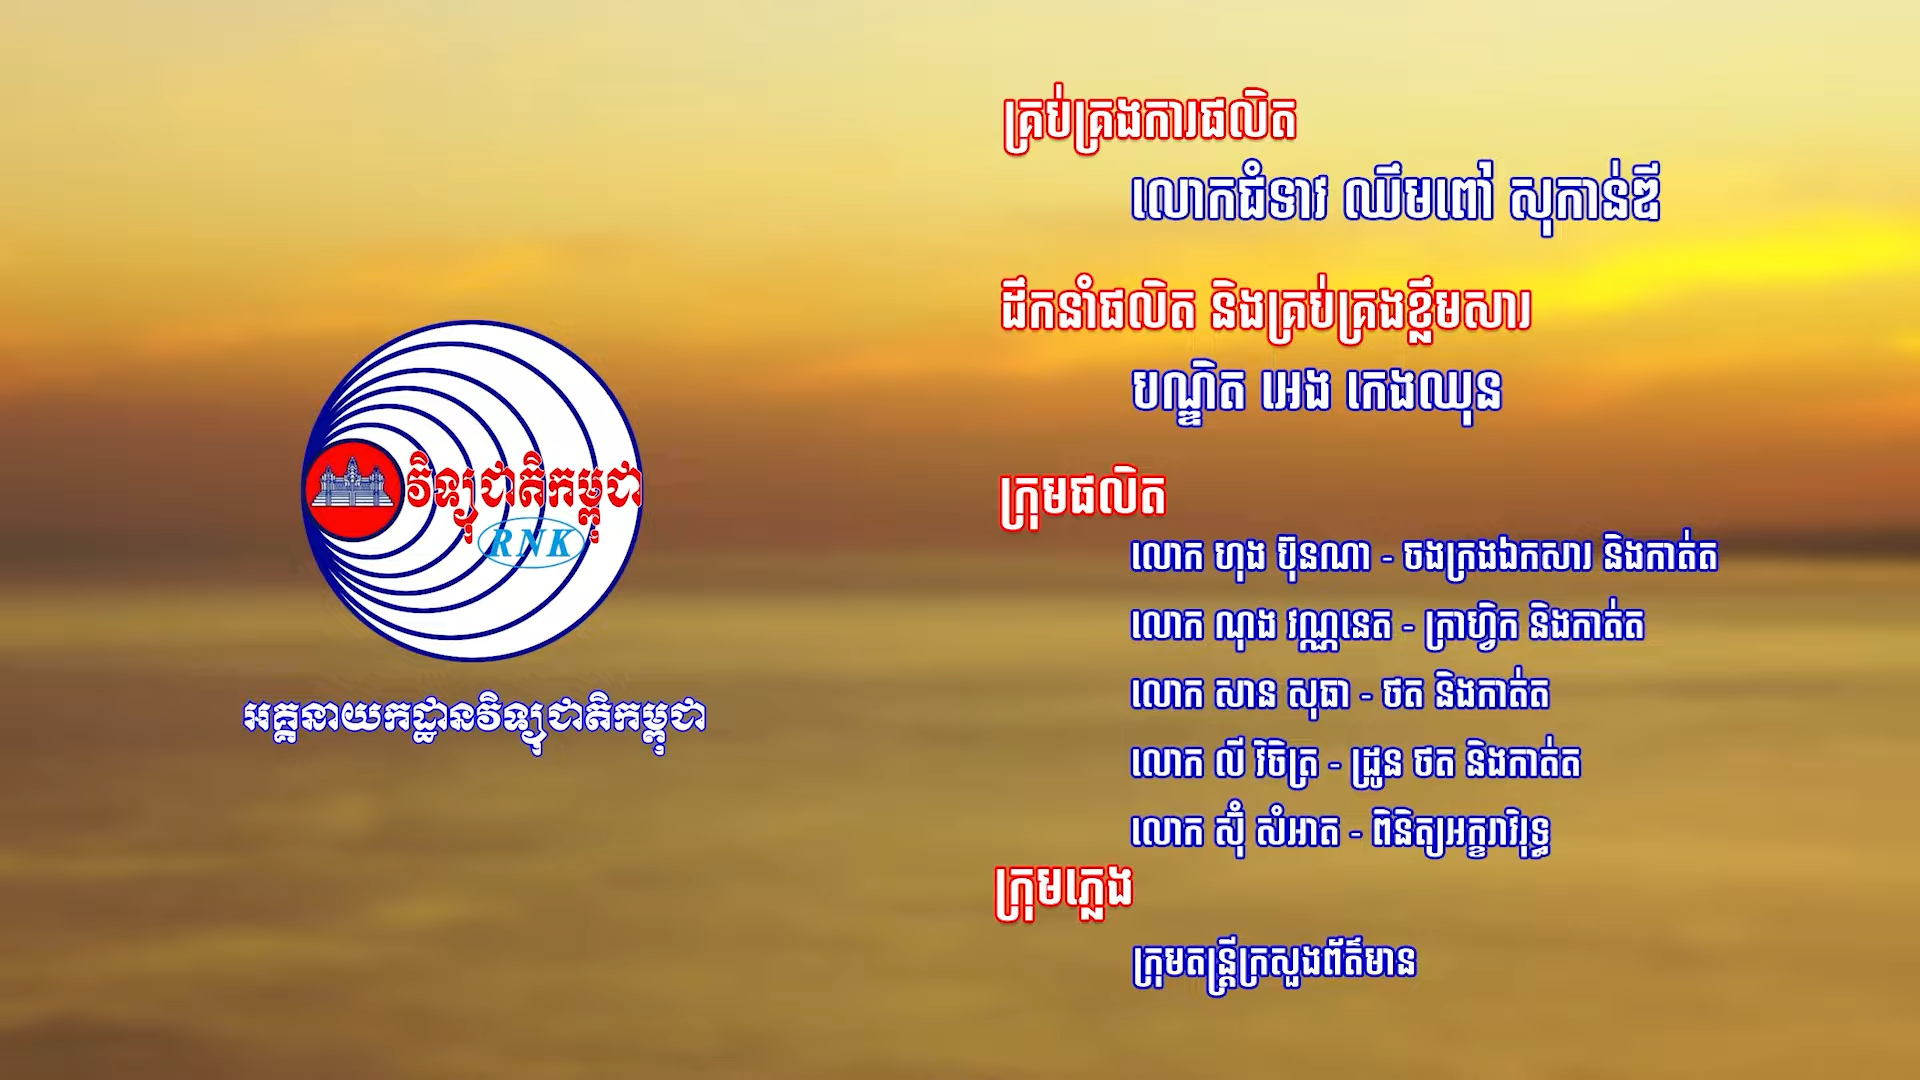 វិទ្យុជាតិកម្ពុជា
RNK
អគ្គនាយកដ្ឋានវិទ្យុជាតិកម្ពុជា
គ្រប់គ្រងការផលិត
លោកជំទាវ ឈឹមពៅ សុកាន់ឌី
ដឹកនាំផលិត និងគ្រប់គ្រងខ្លឹមសារ
បណ្ឌិត អេង កេងឈុន
ក្រុមផលិត
លោក ហុង ប៊ុនណា - ចងក្រងឯកសារ និងកាត់ត
លោក ណុង វណ្ណនេត - ក្រាហ្វិក និងកាត់ត
លោក សាន សុធា - ថត និងកាត់ត
លោក លី វិចិត្រ - ដ្រូន ថត និងកាត់ត
លោក ស៊ុំ សំអាត - ពិនិត្យអក្ខរាវិរុទ្ធ
ក្រុមភ្លេង
ក្រុមតន្ត្រីក្រសួងព័ត៌មាន